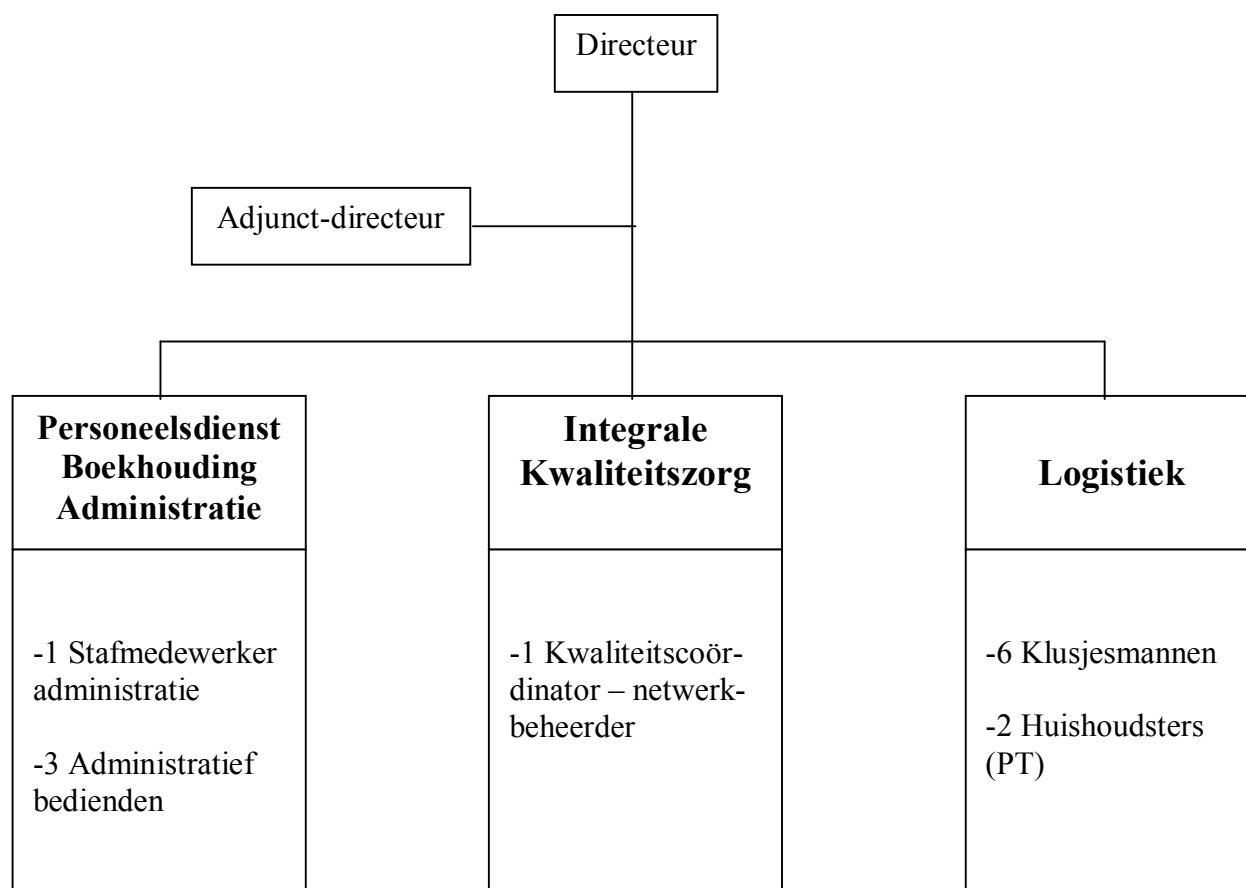 Directeur
Adjunct-directeur
Personeelsdienst
Boekhouding
Administratie
-1 Stafmedewerker
administratie
-3 Administratief
bedienden
Integrale
Kwaliteitszorg
-1 Kwaliteitscoör-
dinator – netwerk-
beheerder
Logistiek
-6 Klusjesmannen
-2 Huishoudsters
(PT)